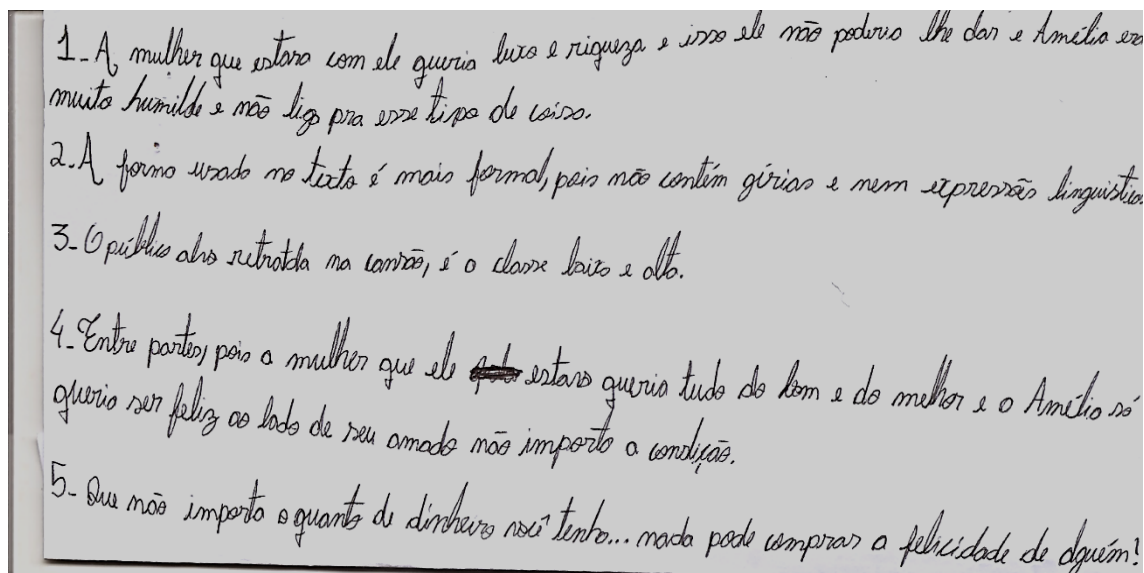 1- A mulher que estava com ele queria luxo e riqueza e isso ele não poderia lhe dar e Amélia era
muito humilde e não liga pra esse tipo de coisa.
2. A forma usada no texto é mais formal, pois não contém gírias e nem expressãs linguistica
3- O público alvo retratda na canção, é a classe baixa e alta.
4- Entre partes, pois a mulher que ele estava queria tudo do bom e do melhor e a Amélia só
queria ser feliz ao lado de seu amado não importa a condição.
5- Que não importa o quanto de dinheiro você tenha... nada pode comprar a felicidade de alguém!